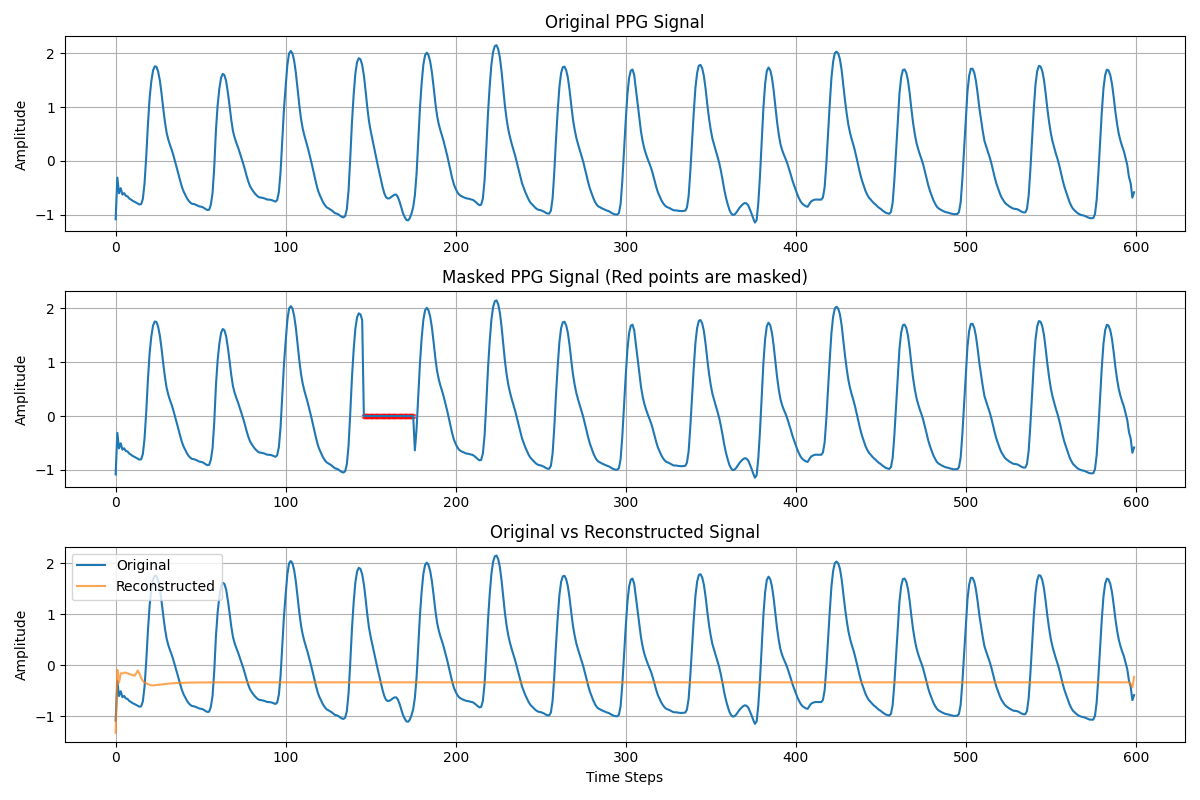 Original PPG Signal
2
1
0
−1
Amplitude
0 100 200 300 400 500 600
Masked PPG Signal (Red points are masked)
2
1
0
−1
Amplitude
0 100 200 300 400 500 600
Original vs Reconstructed Signal
Original
Reconstructed
2
1
0
−1
Amplitude
0 100 200 300 400 500 600
Time Steps